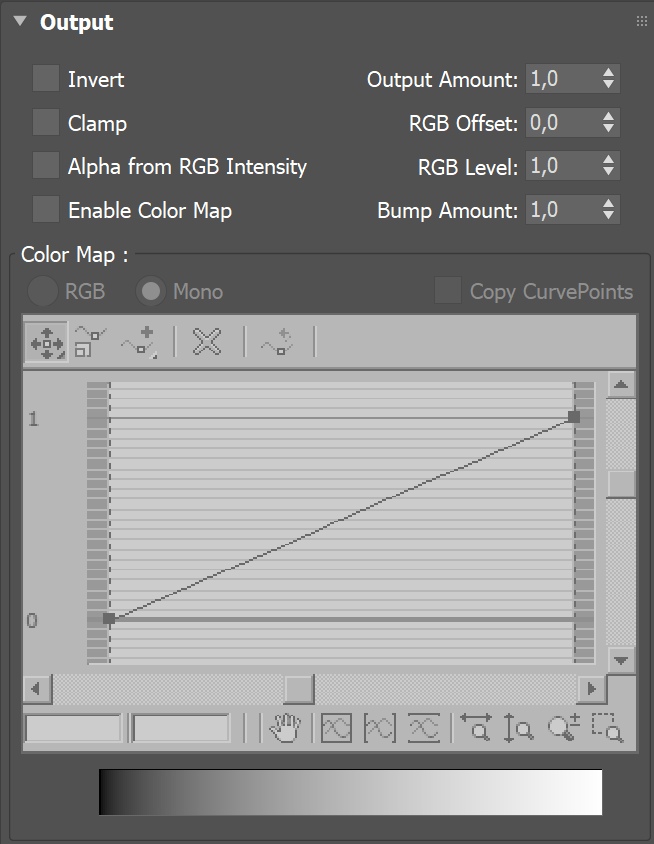 Output
Invert
Output Amount: 1,0
Clamp
RGB Offset: 0,0
Alpha from RGB Intensity
RGB Level: 1,0
Enable Color Map
Bump Amount: 1,0
Color Map :
RGB
Mono
Copy CurvePoints
1
0